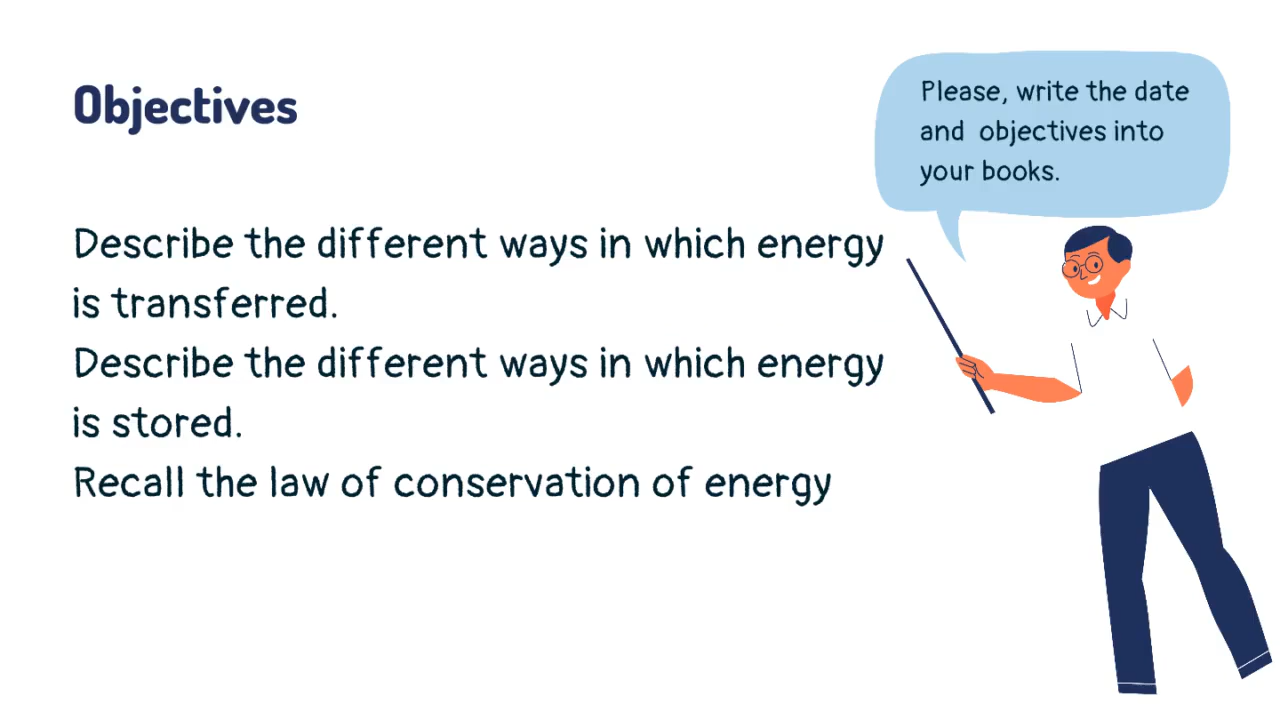 Objectives
Please, write the date
and objectives into
your books.
Describe the different ways in which energy
is transferred.
Describe the different ways in which energy
is stored.
Recall the law of conservation of energy